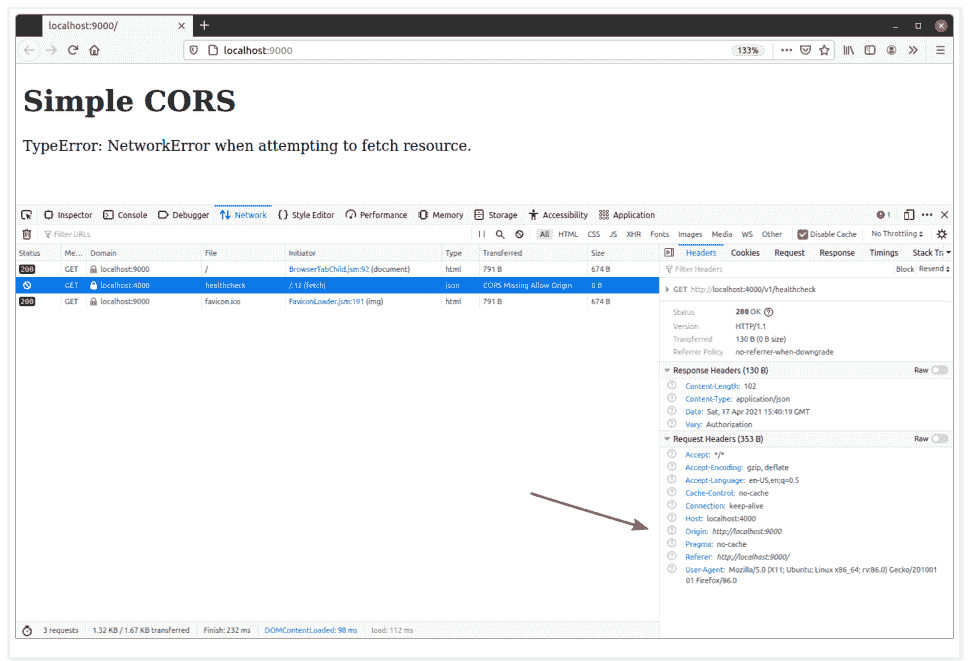 localhost:9000/
localhost:9000
133%
Simple CORS
TypeError: NetworkError when attempting to fetch resource.
Inspector Console Debugger Network {} Style Editor Performance Memory Storage Accessibility Application 1
Filter URLs
All HTML CSS JS XHR Fonts Images Media WS Other Disable Cache No Throttling
Status Me... Domain File Initiator Type Transferred Size
200 GET localhost:9000 / BrowserTabChild.jsm:92 (document) html 791 B 674 B
GET localhost:4000 healthcheck /:12 (fetch) json CORS Missing Allow Origin 0 B
200 GET localhost:9000 favicon.ico FaviconLoader.jsm:191 (img) html 791 B 674 B
Headers Cookies Request Response Timings Stack Tra
Filter Headers
Block Resend
GET http://localhost:4000/v1/healthcheck
Status 200 OK
Version HTTP/1.1
Transferred 130 B (0 B size)
Referrer Policy no-referrer-when-downgrade
Response Headers (130 B) Raw
Content-Length: 102
Content-Type: application/json
Date: Sat, 17 Apr 2021 15:40:19 GMT
Vary: Authorization
Request Headers (353 B) Raw
Accept: */*
Accept-Encoding: gzip, deflate
Accept-Language: en-US,en;q=0.5
Cache-Control: no-cache
Connection: keep-alive
Host: localhost:4000
Origin: http://localhost:9000
Pragma: no-cache
Referer: http://localhost:9000/
User-Agent: Mozilla/5.0 (X11; Ubuntu; Linux x86_64; rv:86.0) Gecko/201001
01 Firefox/86.0
3 requests 1.32 KB / 1.67 KB transferred Finish: 232 ms DOMContentLoaded: 98 ms load: 112 ms